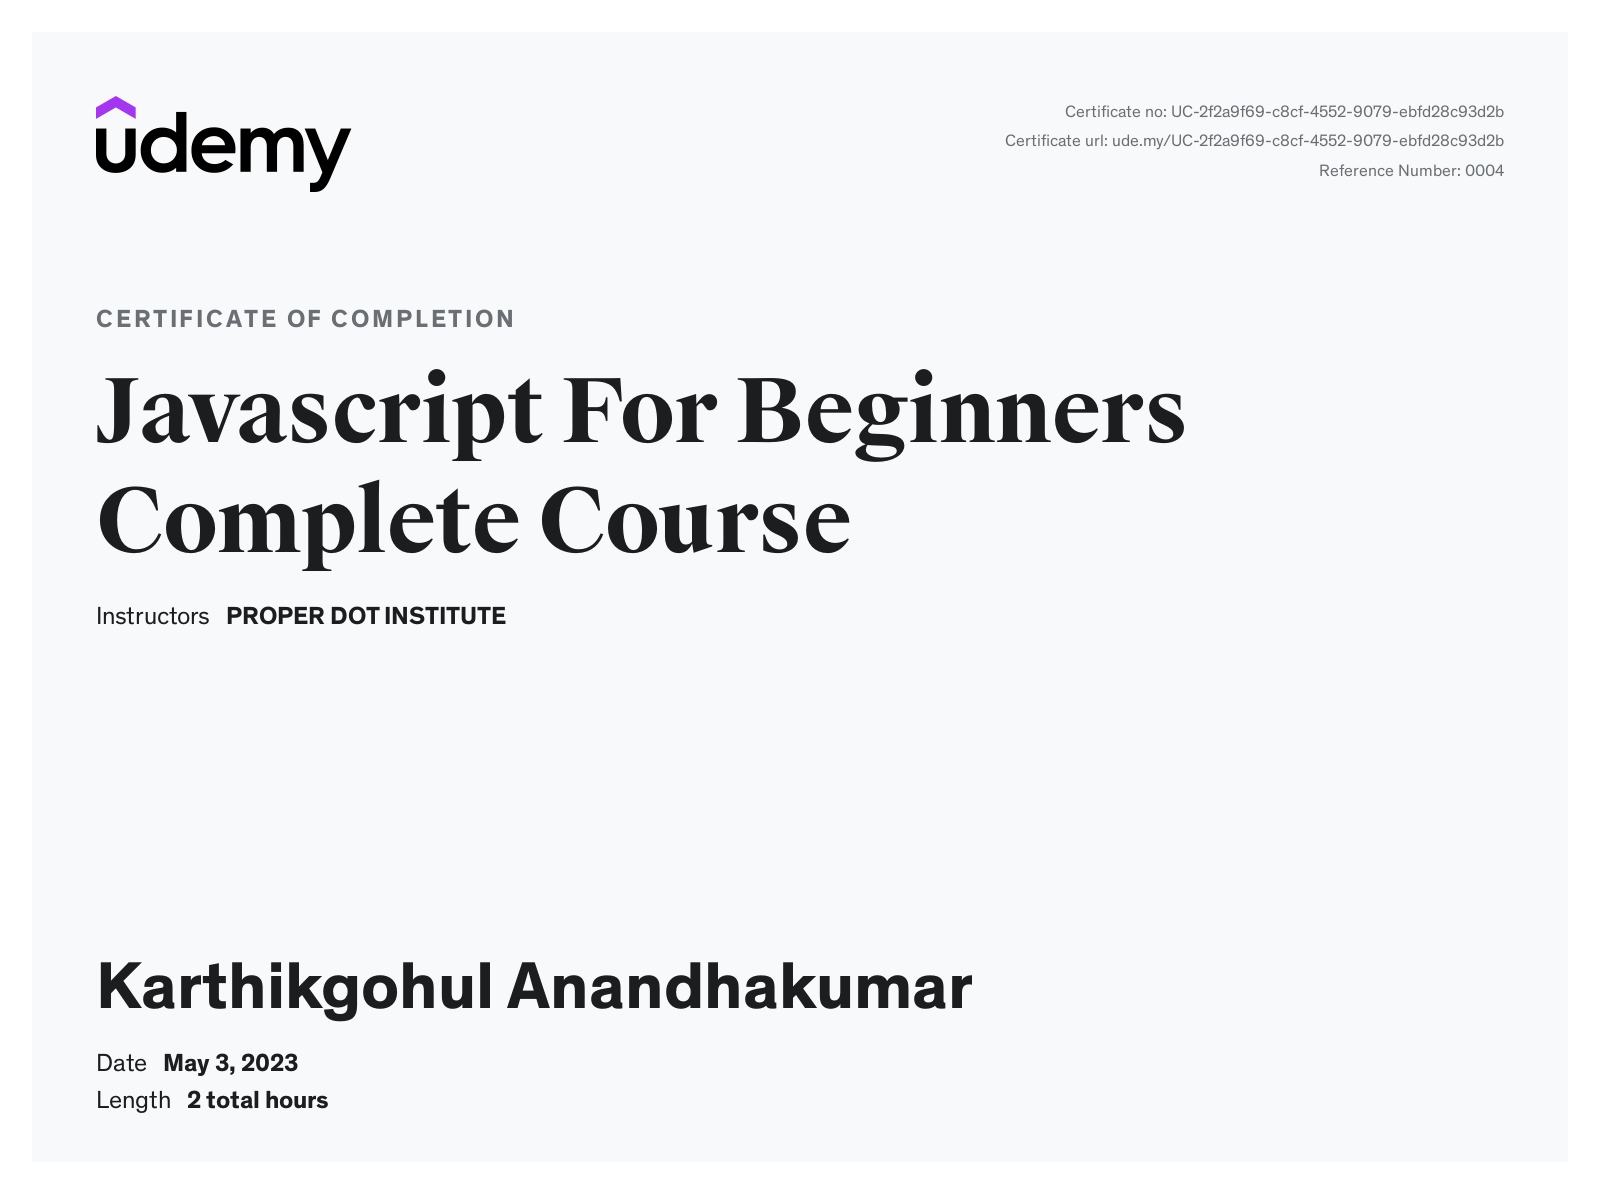 udemy
Certificate no: UC-2f2a9f69-c8cf-4552-9079-ebfd28c93d2b
Certificate url: ude.my/UC-2f2a9f69-c8cf-4552-9079-ebfd28c93d2b
Reference Number: 0004
CERTIFICATE OF COMPLETION
Javascript For Beginners
Complete Course
Instructors PROPER DOT INSTITUTE
Karthikgohul Anandhakumar
Date May 3, 2023
Length 2 total hours